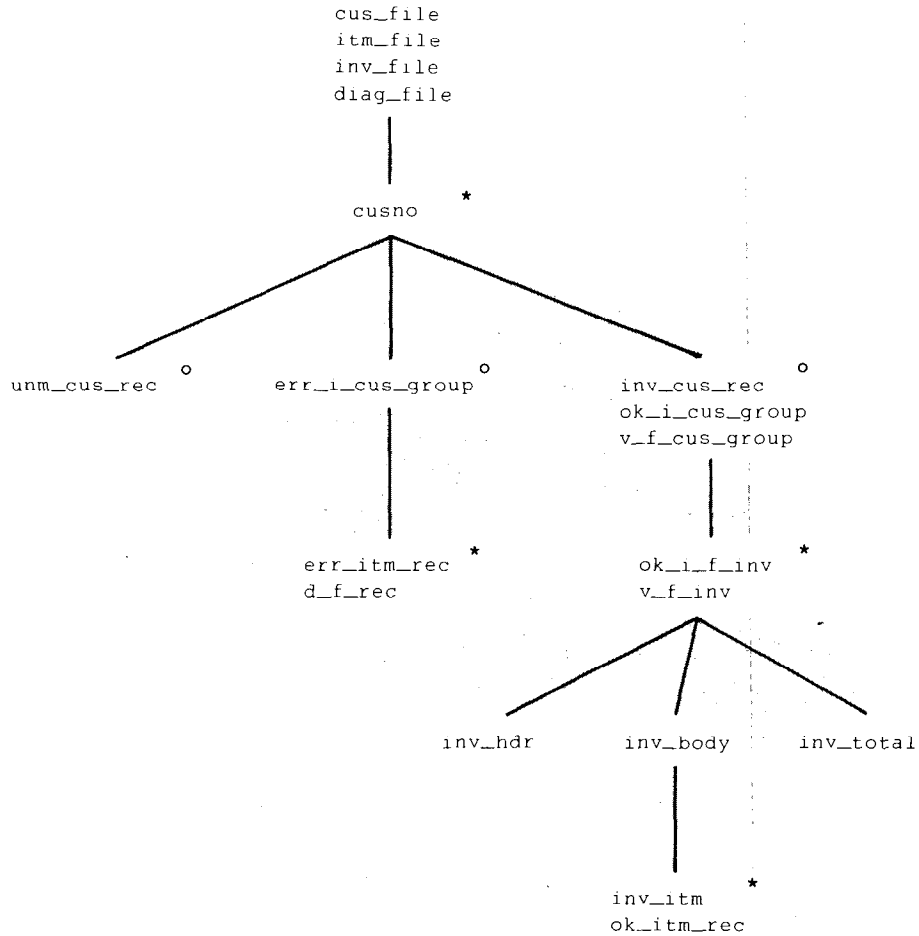 cus_file
itm_file
inv_file
diag_file
cusno *
unm_cus_rec o
err_i_cus_group o
inv_cus_rec o
ok_i_cus_group
v_f_cus_group
err_itm_rec *
d_f_rec
ok_i_f_inv *
v_f_inv
inv_hdr
inv_body
inv_total
inv_itm *
ok_itm_rec